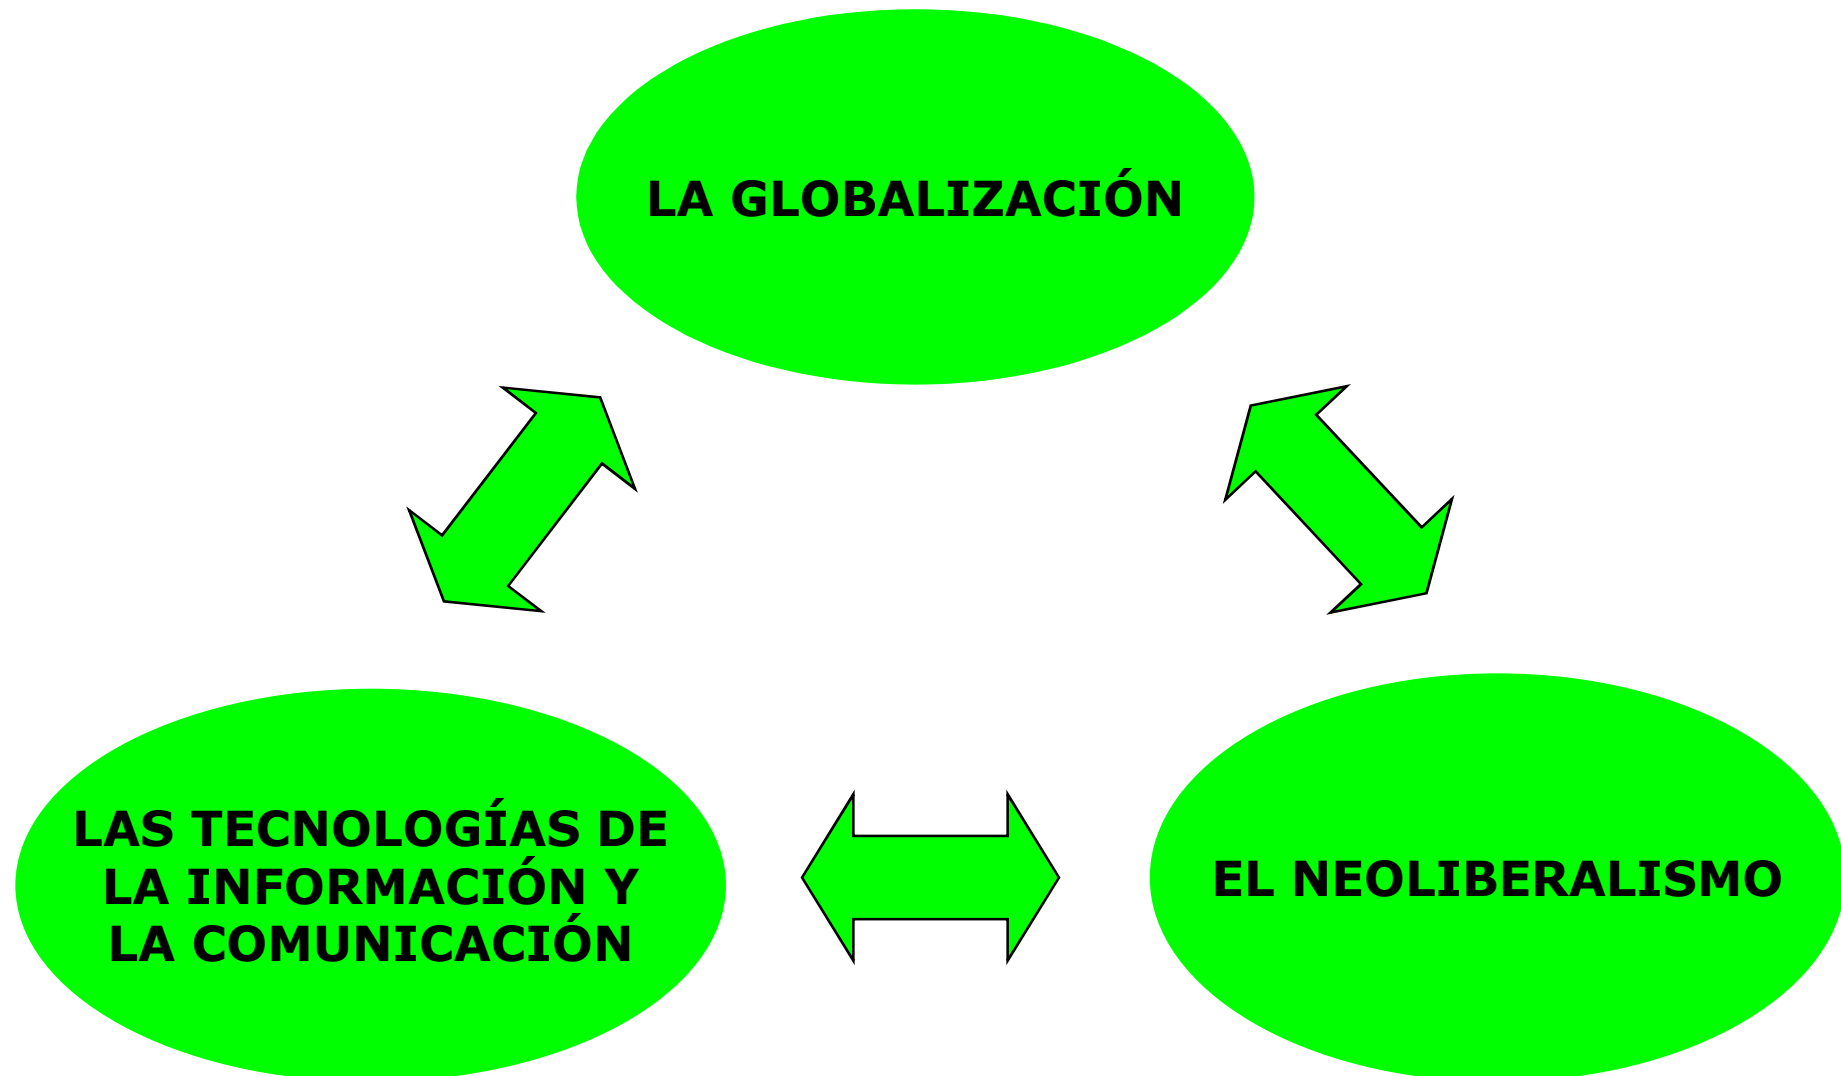 LA GLOBALIZACIÓN
LAS TECNOLOGÍAS DE
LA INFORMACIÓN Y
LA COMUNICACIÓN
EL NEOLIBERALISMO